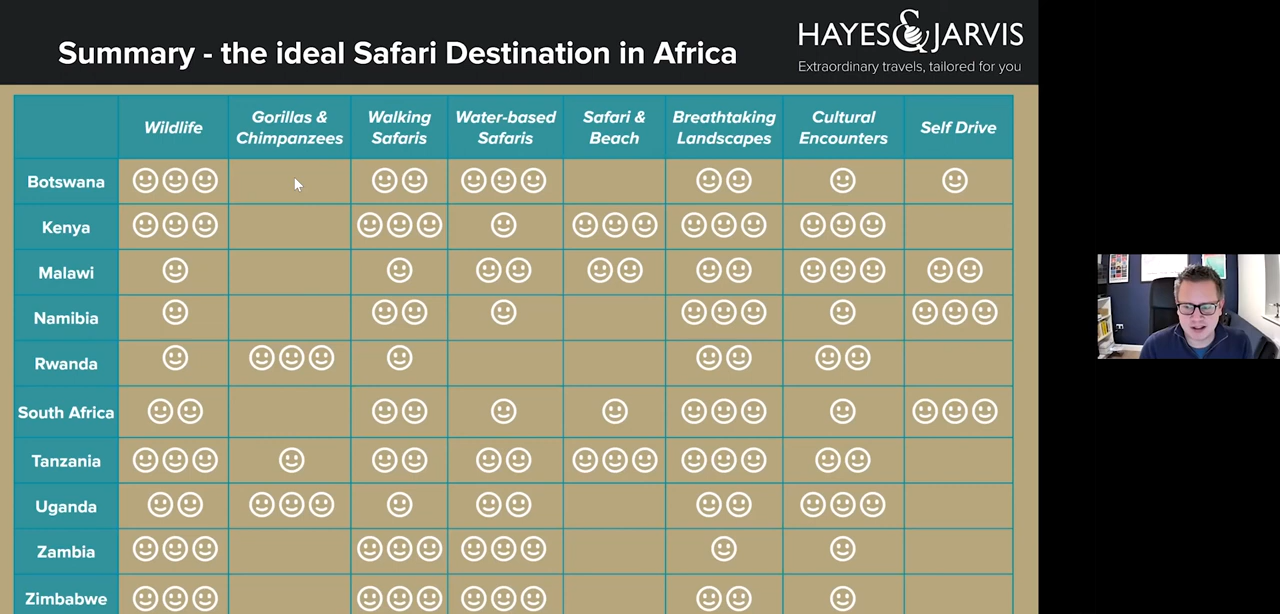 Summary - the ideal Safari Destination in Africa
HAYES & JARVIS
Extraordinary travels, tailored for you
Wildlife
Gorillas &
Chimpanzees
Walking
Safaris
Water-based
Safaris
Safari &
Beach
Breathtaking
Landscapes
Cultural
Encounters
Self Drive
Botswana
Kenya
Malawi
Namibia
Rwanda
South Africa
Tanzania
Uganda
Zambia
Zimbabwe